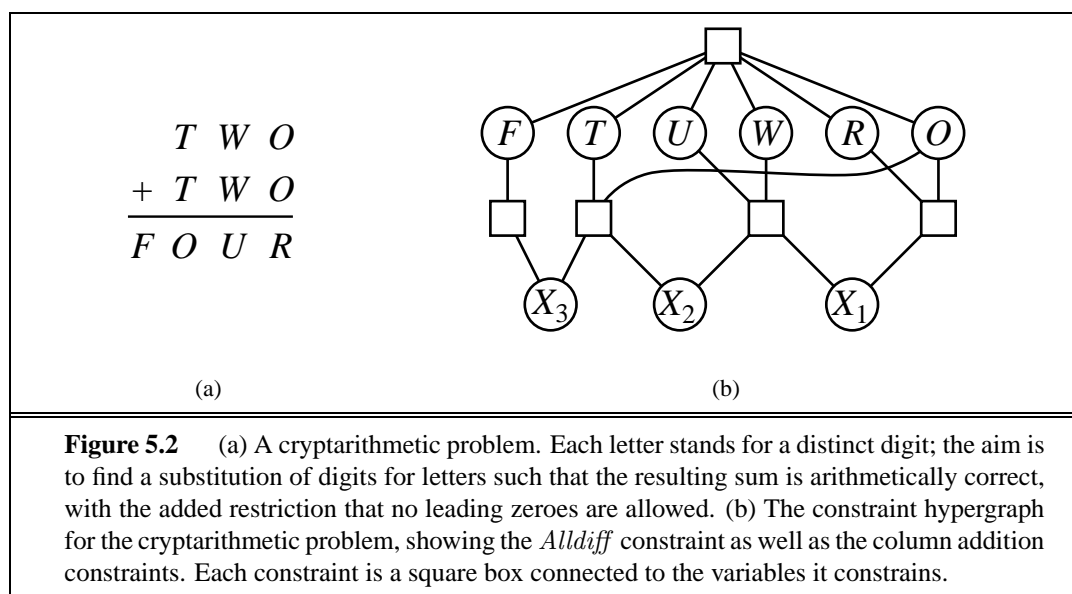 T W O
+ T W O
F O U R
F T U W R O
X3 X2 X1
(a) (b)
Figure 5.2 (a) A cryptarithmetic problem. Each letter stands for a distinct digit; the aim is
to find a substitution of digits for letters such that the resulting sum is arithmetically correct,
with the added restriction that no leading zeroes are allowed. (b) The constraint hypergraph
for the cryptarithmetic problem, showing the Alldiff constraint as well as the column addition
constraints. Each constraint is a square box connected to the variables it constrains.